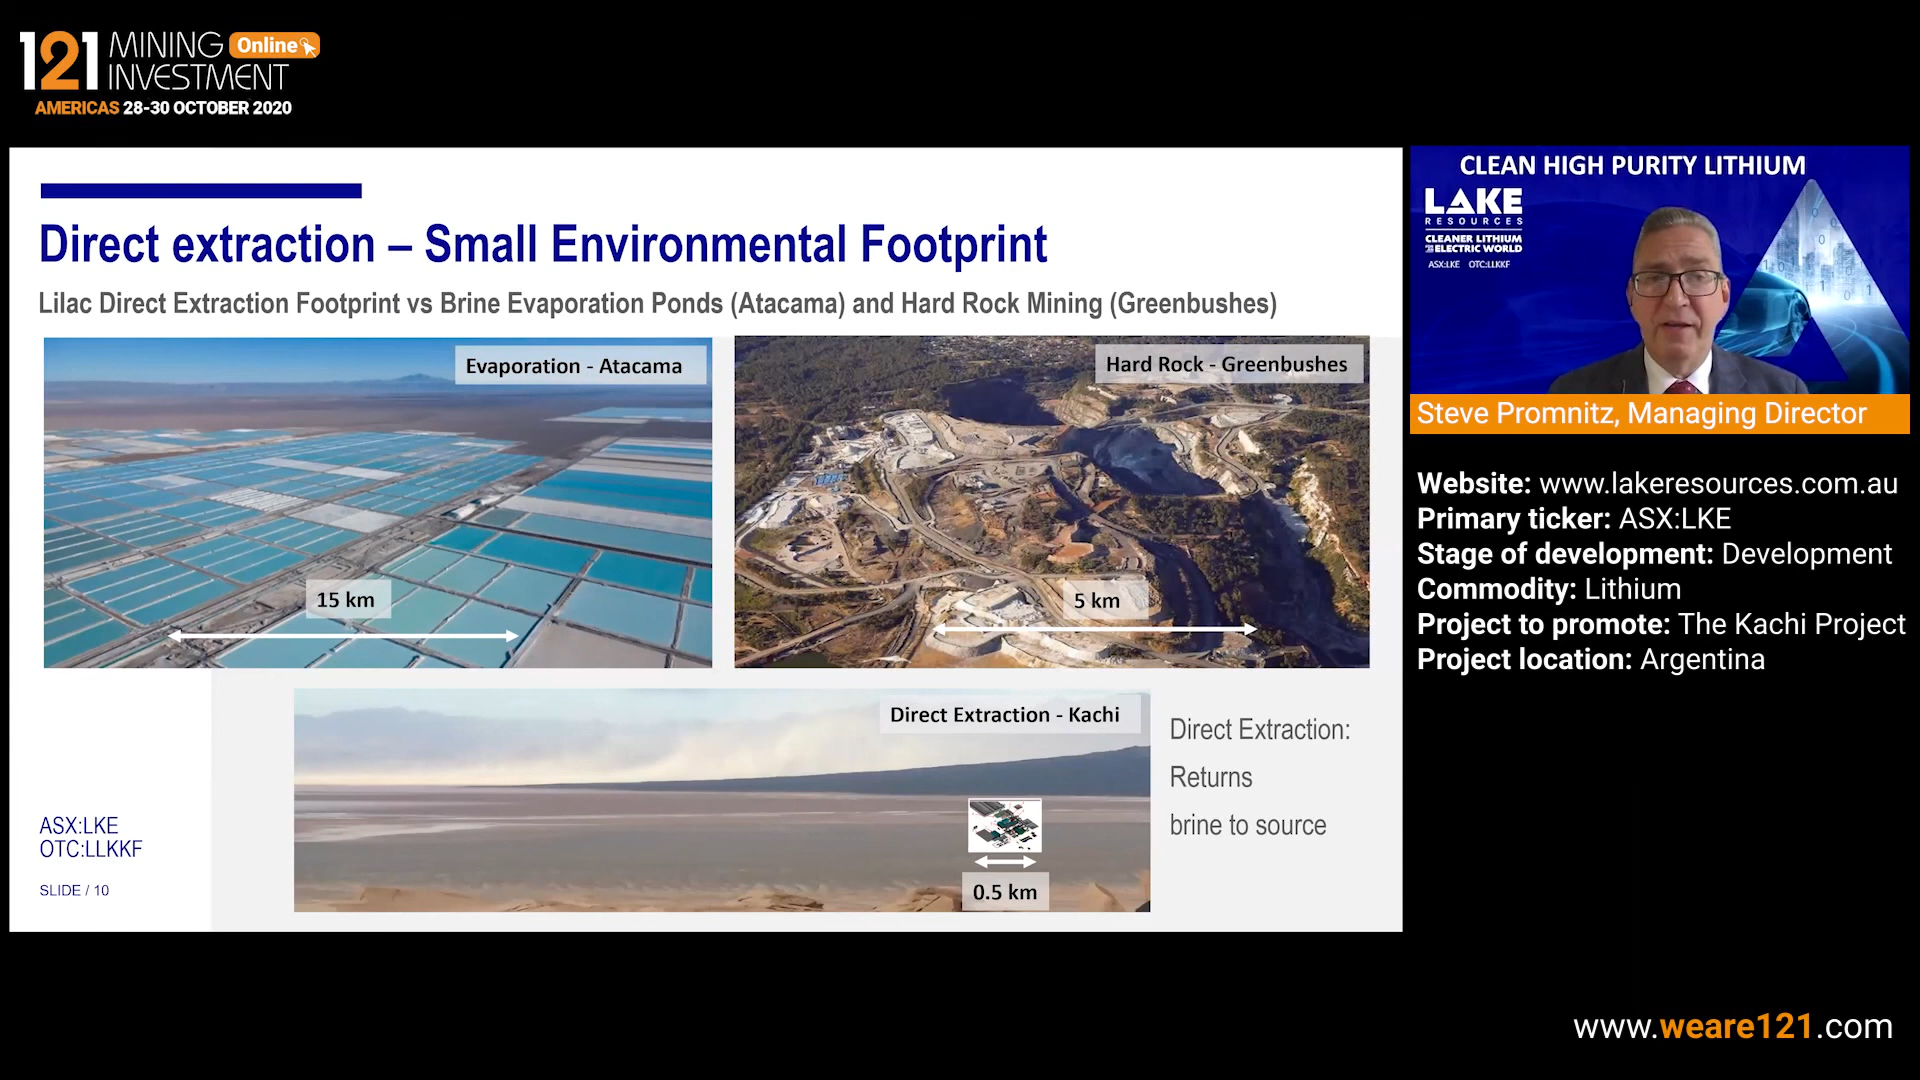 121 MINING Online
INVESTMENT
AMERICAS 28-30 OCTOBER 2020
Direct extraction – Small Environmental Footprint
Lilac Direct Extraction Footprint vs Brine Evaporation Ponds (Atacama) and Hard Rock Mining (Greenbushes)
Evaporation - Atacama
15 km
Hard Rock - Greenbushes
5 km
Direct Extraction - Kachi
0.5 km
Direct Extraction:
Returns
brine to source
ASX:LKE
OTC:LLKKF
SLIDE / 10
CLEAN HIGH PURITY LITHIUM
LAKE
RESOURCES
CLEANER LITHIUM
ELECTRIC WORLD
ASX:LKE OTC:LLKKF
Steve Promnitz, Managing Director
Website: www.lakeresources.com.au
Primary ticker: ASX:LKE
Stage of development: Development
Commodity: Lithium
Project to promote: The Kachi Project
Project location: Argentina
www.weare121.com